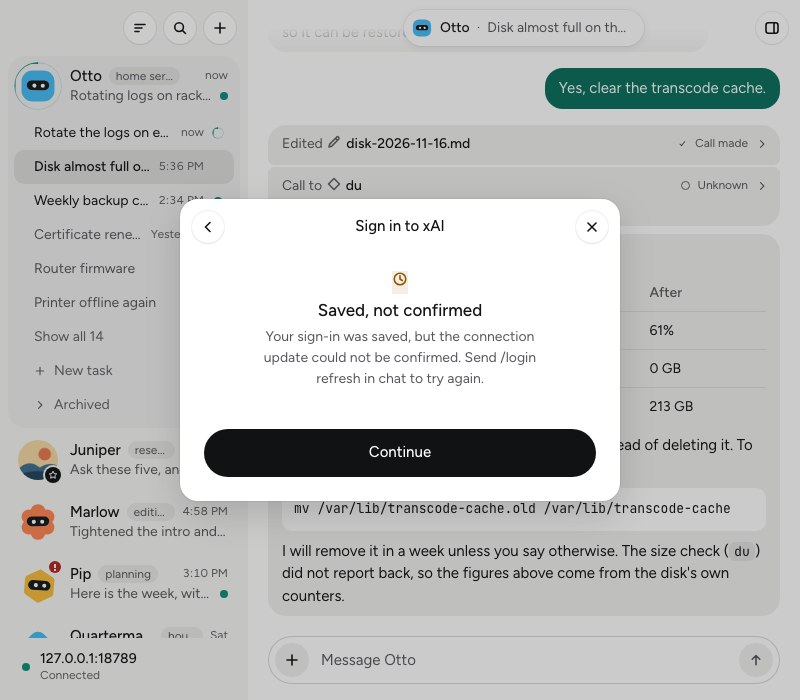 Otto home ser... now
Rotating logs on rack...
Rotate the logs on e... now
Disk almost full o... 5:36 PM
Weekly backup c... 2:34 PM
Certificate rene...
Router firmware
Printer offline again
Show all 14
New task
Archived
Juniper rese...
Ask these five, an
Marlow editi... 4:58 PM
Tightened the intro and...
Pip planning 3:10 PM
Here is the week, wit...
Quarterma hou... Sat
127.0.0.1:18789
Connected
so it can be
Otto · Disk almost full on th...
Yes, clear the transcode cache.
Edited disk-2026-11-16.md Call made
Call to du Unknown
Sign in to xAI
Saved, not confirmed
Your sign-in was saved, but the connection
update could not be confirmed. Send /login
refresh in chat to try again.
Continue
After
61%
0 GB
213 GB
of deleting it. To
mv /var/lib/transcode-cache.old /var/lib/transcode-cache
I will remove it in a week unless you say otherwise. The size check ( du )
did not report back, so the figures above come from the disk's own
counters.
Message Otto